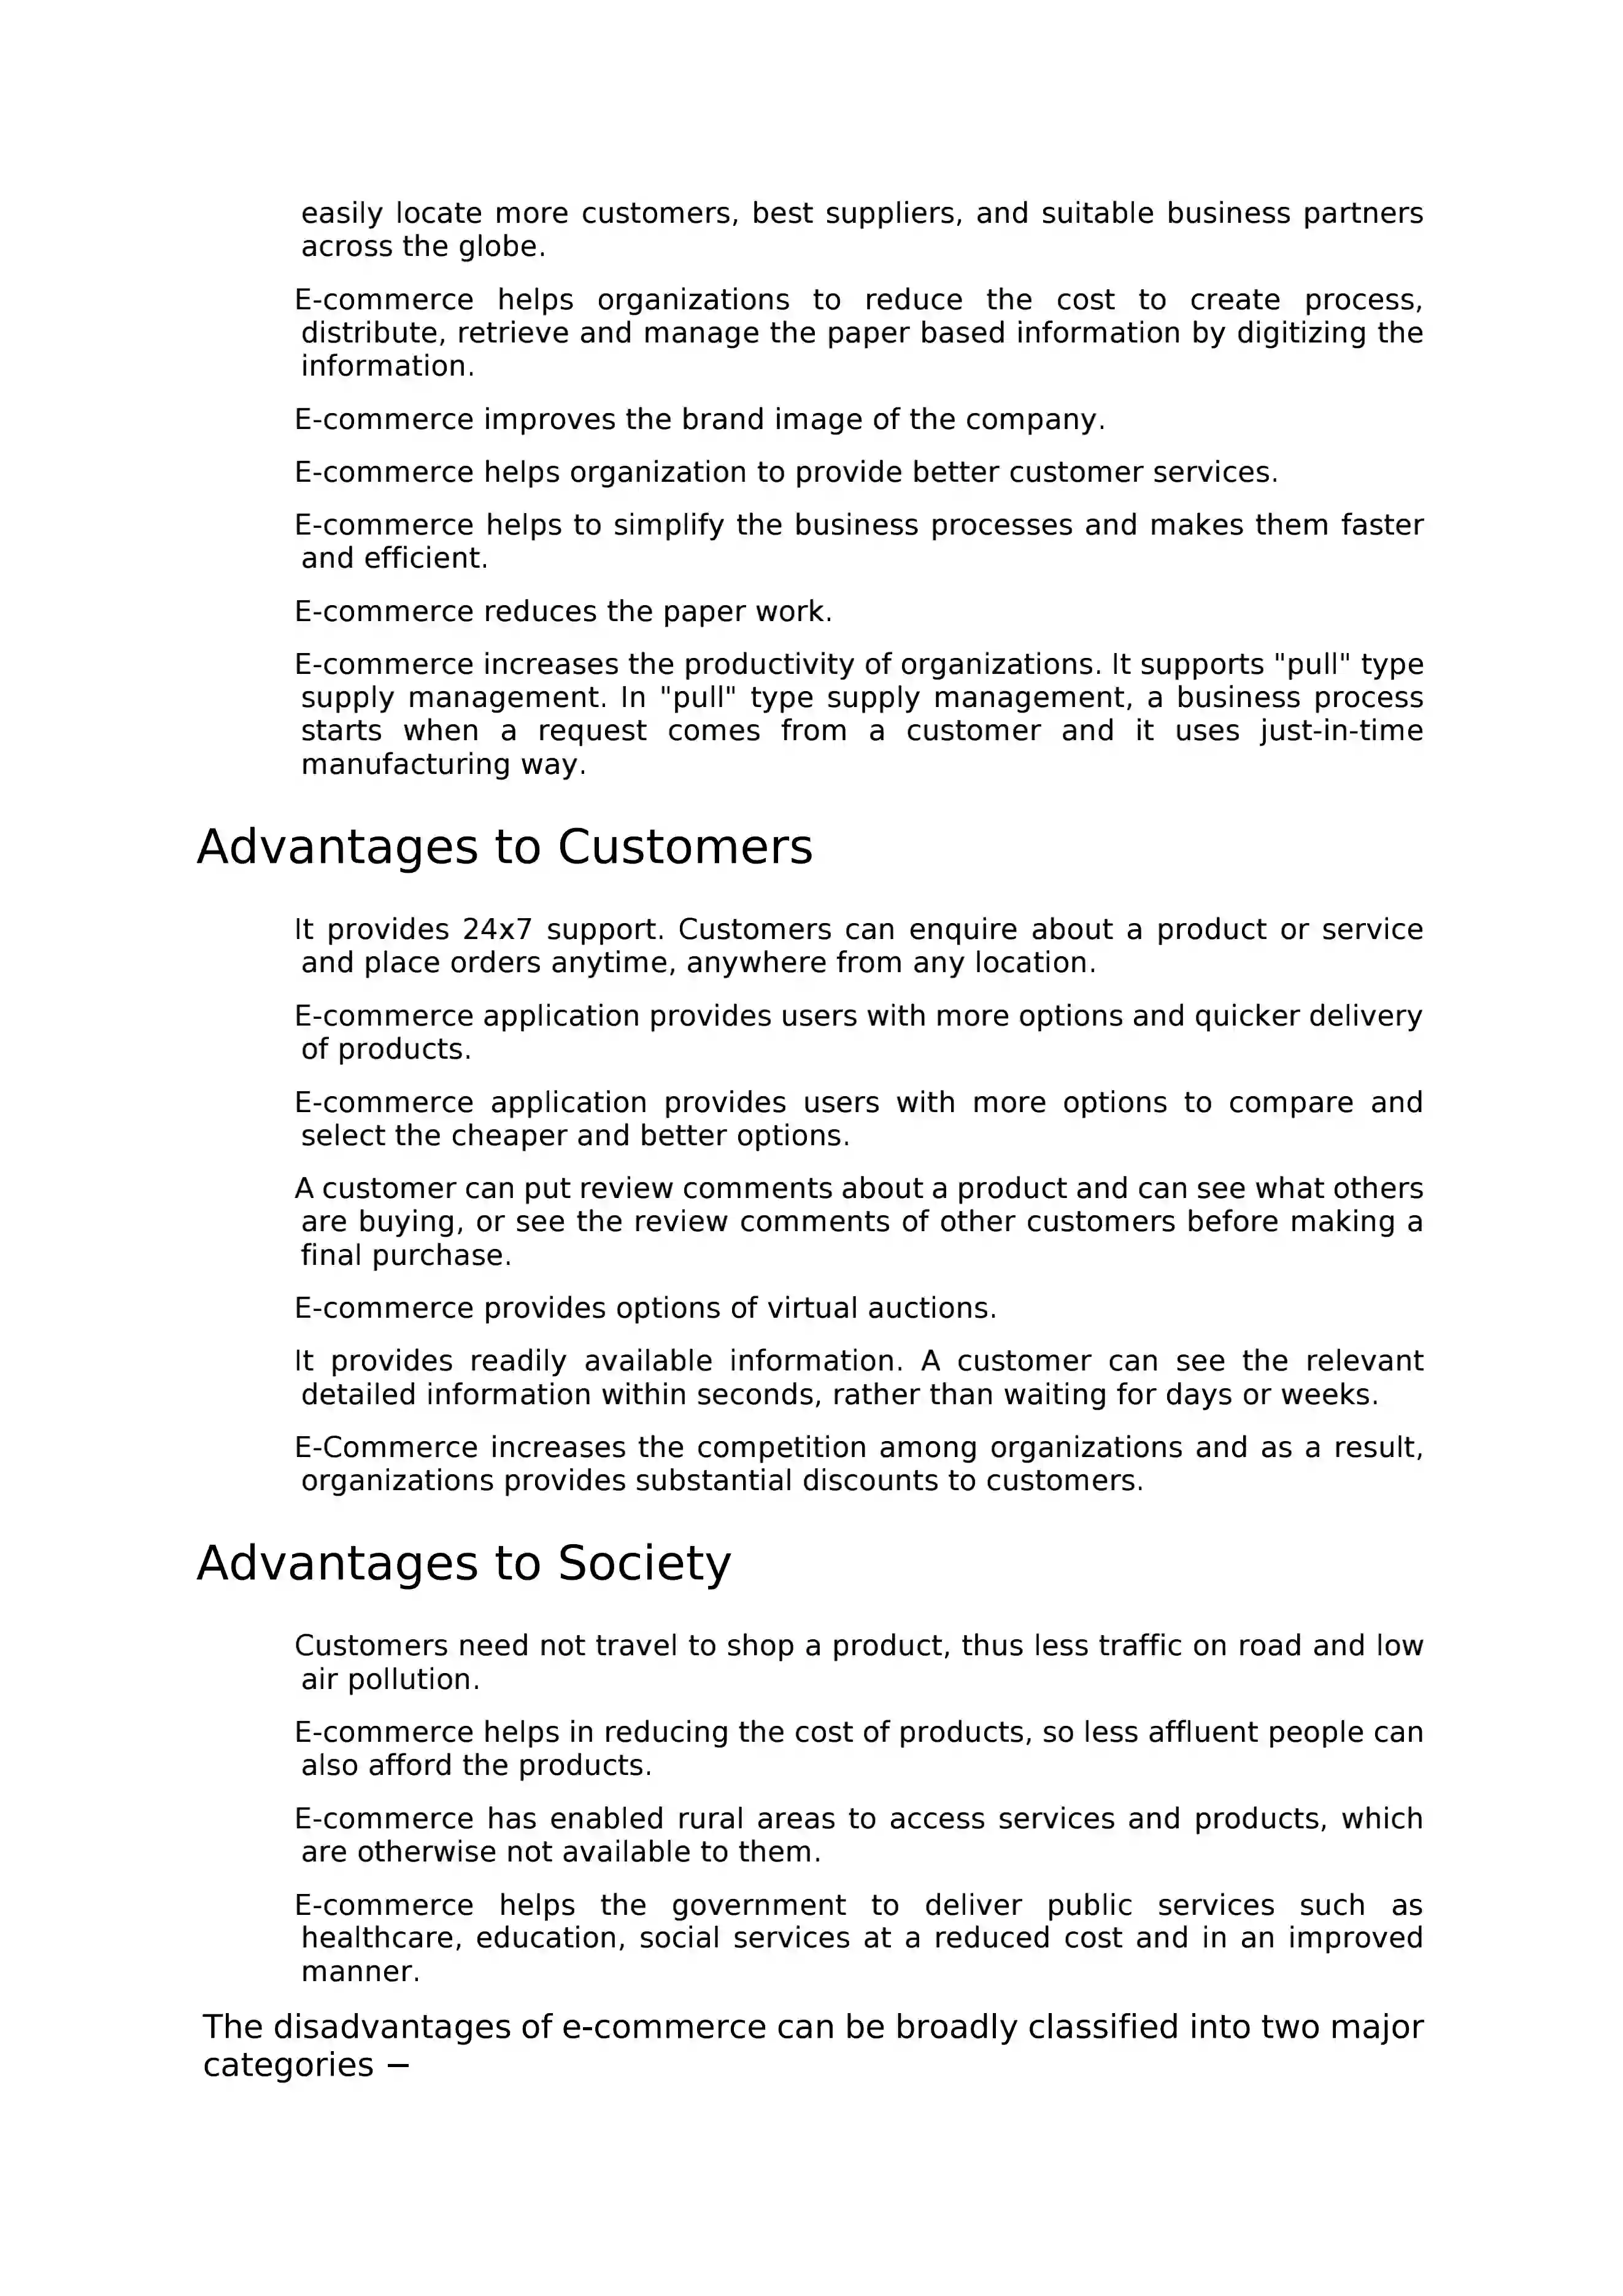 easily locate more customers, best suppliers, and suitable business partners
across the globe.
E-commerce helps organizations to reduce the cost to create process,
distribute, retrieve and manage the paper based information by digitizing the
information.
E-commerce improves the brand image of the company.
E-commerce helps organization to provide better customer services.
E-commerce helps to simplify the business processes and makes them faster
and efficient.
E-commerce reduces the paper work.
E-commerce increases the productivity of organizations. It supports "pull" type
supply management. In "pull" type supply management, a business process
starts when a request comes from a customer and it uses just-in-time
manufacturing way.
Advantages to Customers
It provides 24x7 support. Customers can enquire about a product or service
and place orders anytime, anywhere from any location.
E-commerce application provides users with more options and quicker delivery
of products.
E-commerce application provides users with more options to compare and
select the cheaper and better options.
A customer can put review comments about a product and can see what others
are buying, or see the review comments of other customers before making a
final purchase.
E-commerce provides options of virtual auctions.
It provides readily available information. A customer can see the relevant
detailed information within seconds, rather than waiting for days or weeks.
E-Commerce increases the competition among organizations and as a result,
organizations provides substantial discounts to customers.
Advantages to Society
Customers need not travel to shop a product, thus less traffic on road and low
air pollution.
E-commerce helps in reducing the cost of products, so less affluent people can
also afford the products.
E-commerce has enabled rural areas to access services and products, which
are otherwise not available to them.
E-commerce helps the government to deliver public services such as
healthcare, education, social services at a reduced cost and in an improved
manner.
The disadvantages of e-commerce can be broadly classified into two major
categories −